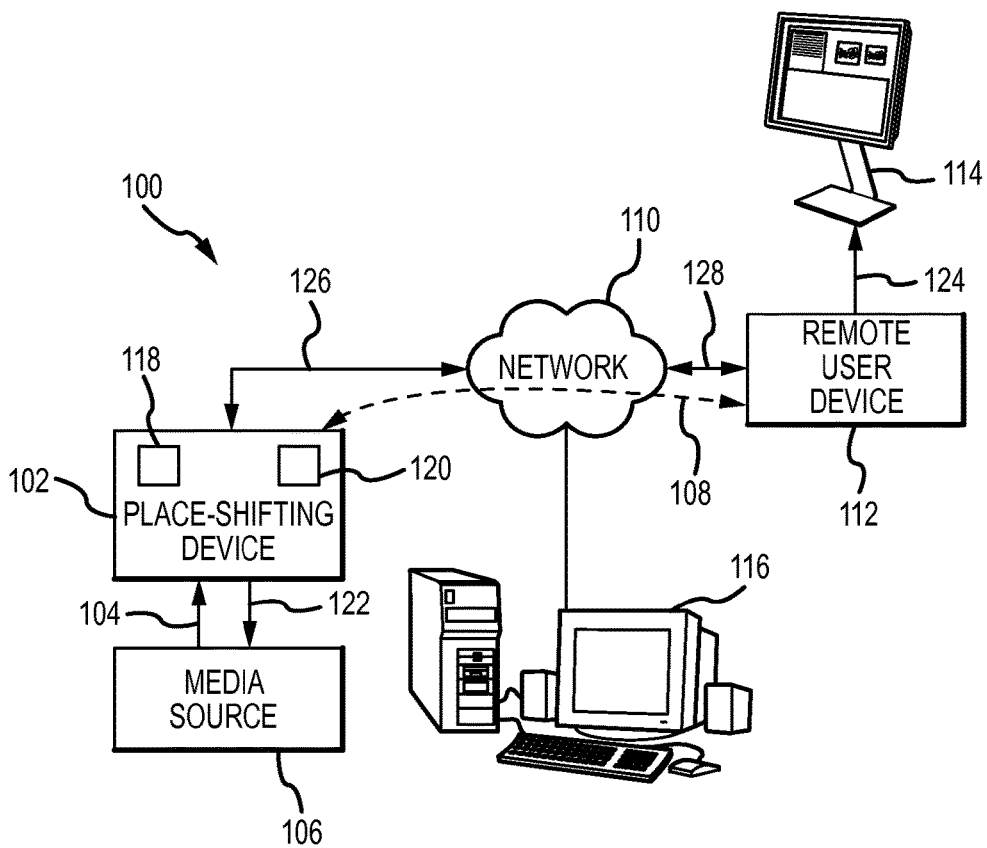 114
100
110
126
128
124
REMOTE
USER
DEVICE
NETWORK
118
120
108
112
102
PLACE-SHIFTING
DEVICE
104
122
116
MEDIA
SOURCE
106